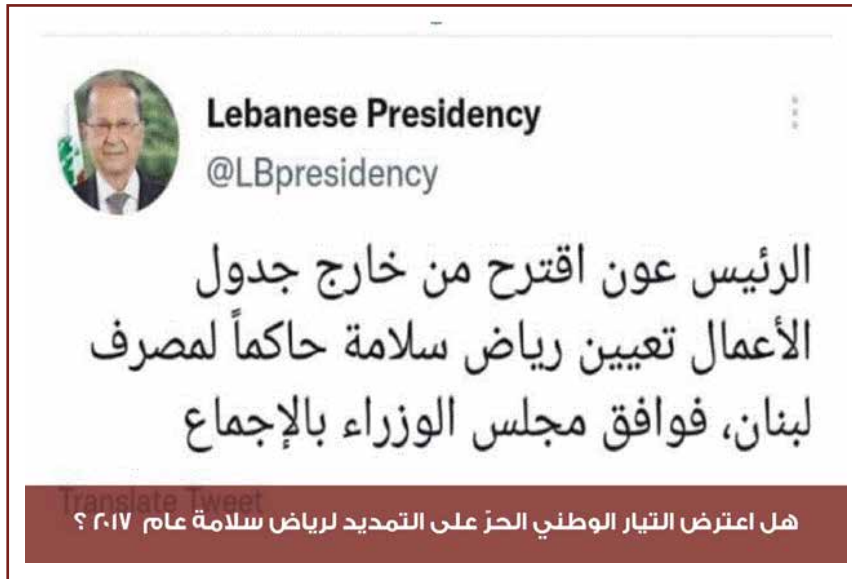 Lebanese Presidency
@LBpresidency
الرئيس عون اقترح من خارج جدول
الأعمال تعيين رياض سلامة حاكماً لمصرف
لبنان، فوافق مجلس الوزراء بالإجماع
Translate Tweet
هل اعترض التيار الوطني الحرّ على التمديد لرياض سلامة عام ٢٠١٧ ؟